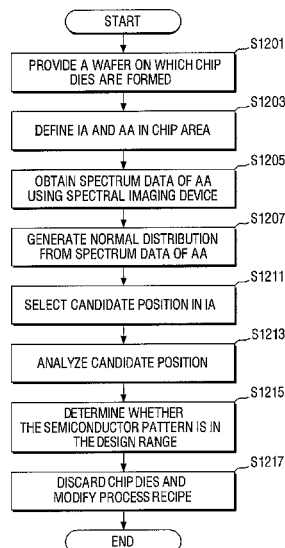 START
S1201
PROVIDE A WAFER ON WHICH CHIP
DIES ARE FORMED
S1203
DEFINE IA AND AA IN CHIP AREA
S1205
OBTAIN SPECTRUM DATA OF AA
USING SPECTRAL IMAGING DEVICE
S1207
GENERATE NORMAL DISTRIBUTION
FROM SPECTRUM DATA OF AA
S1211
SELECT CANDIDATE POSITION IN IA
S1213
ANALYZE CANDIDATE POSITION
S1215
DETERMINE WHETHER
THE SEMICONDUCTOR PATTERN IS IN
THE DESIGN RANGE
S1217
DISCARD CHIP DIES AND
MODIFY PROCESS RECIPE
END